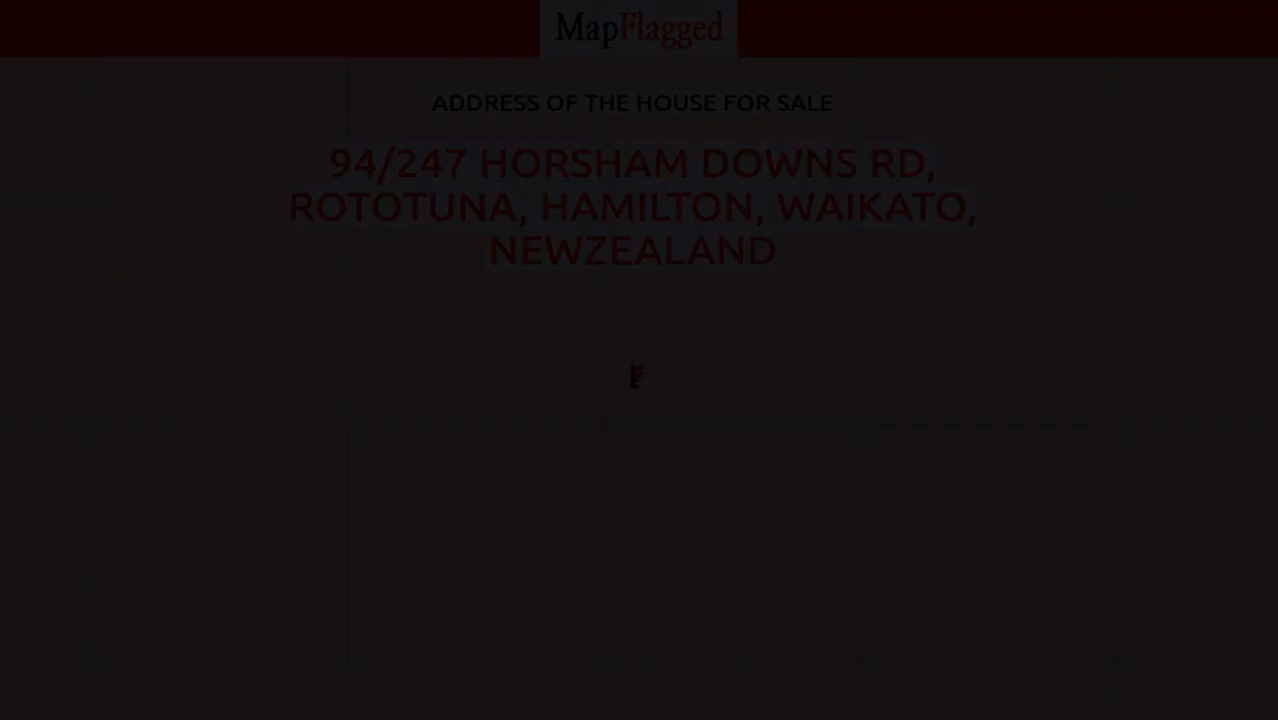 MapFlagged
ADDRESS OF THE HOUSE FOR SALE
94/247 HORSHAM DOWNS RD,
ROTOTUNA, HAMILTON, WAIKATO,
NEWZEALAND